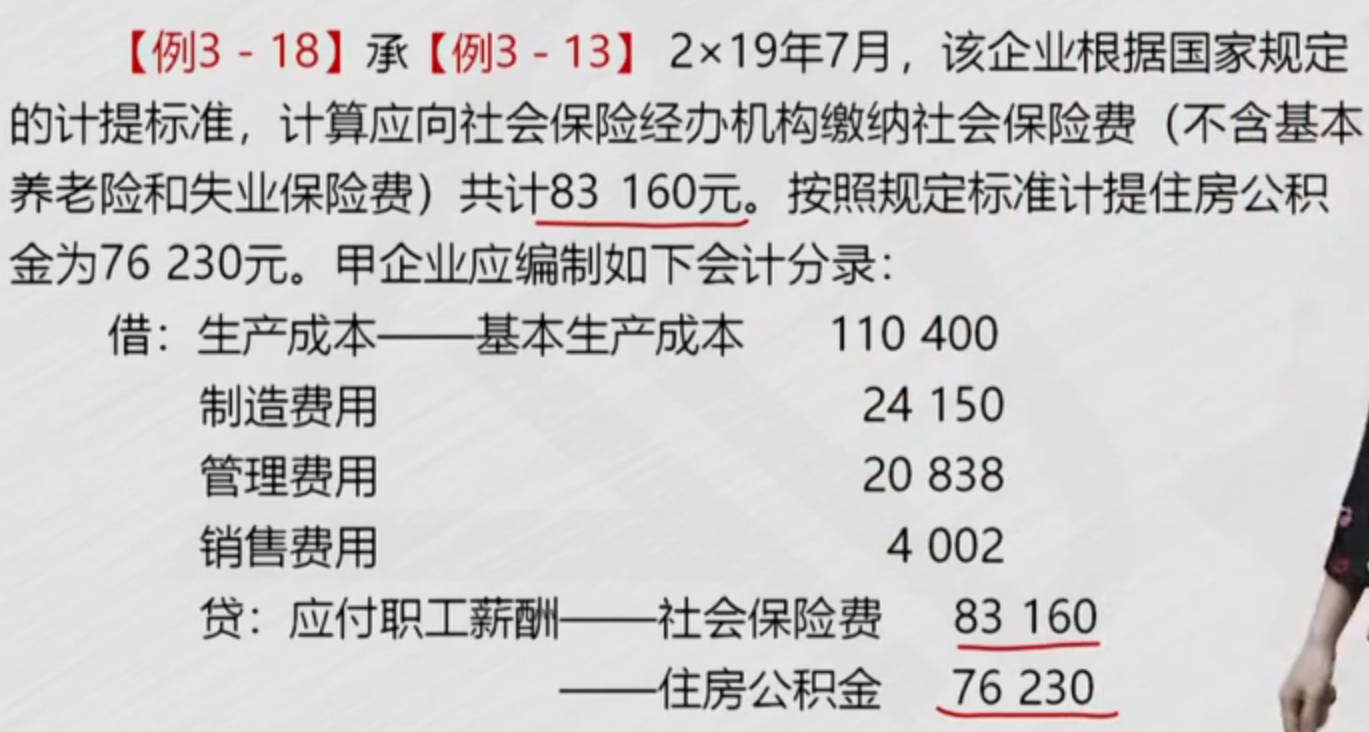 【例3-18】承【例3-13】 2×19年7月，该企业根据国家规定
的计提标准，计算应向社会保险经办机构缴纳社会保险费（不含基本
养老险和失业保险费）共计83 160元。按照规定标准计提住房公积
金为76 230元。甲企业应编制如下会计分录：
借：生产成本——基本生产成本 110 400
制造费用 24 150
管理费用 20 838
销售费用 4 002
贷：应付职工薪酬——社会保险费 83 160
——住房公积金 76 230